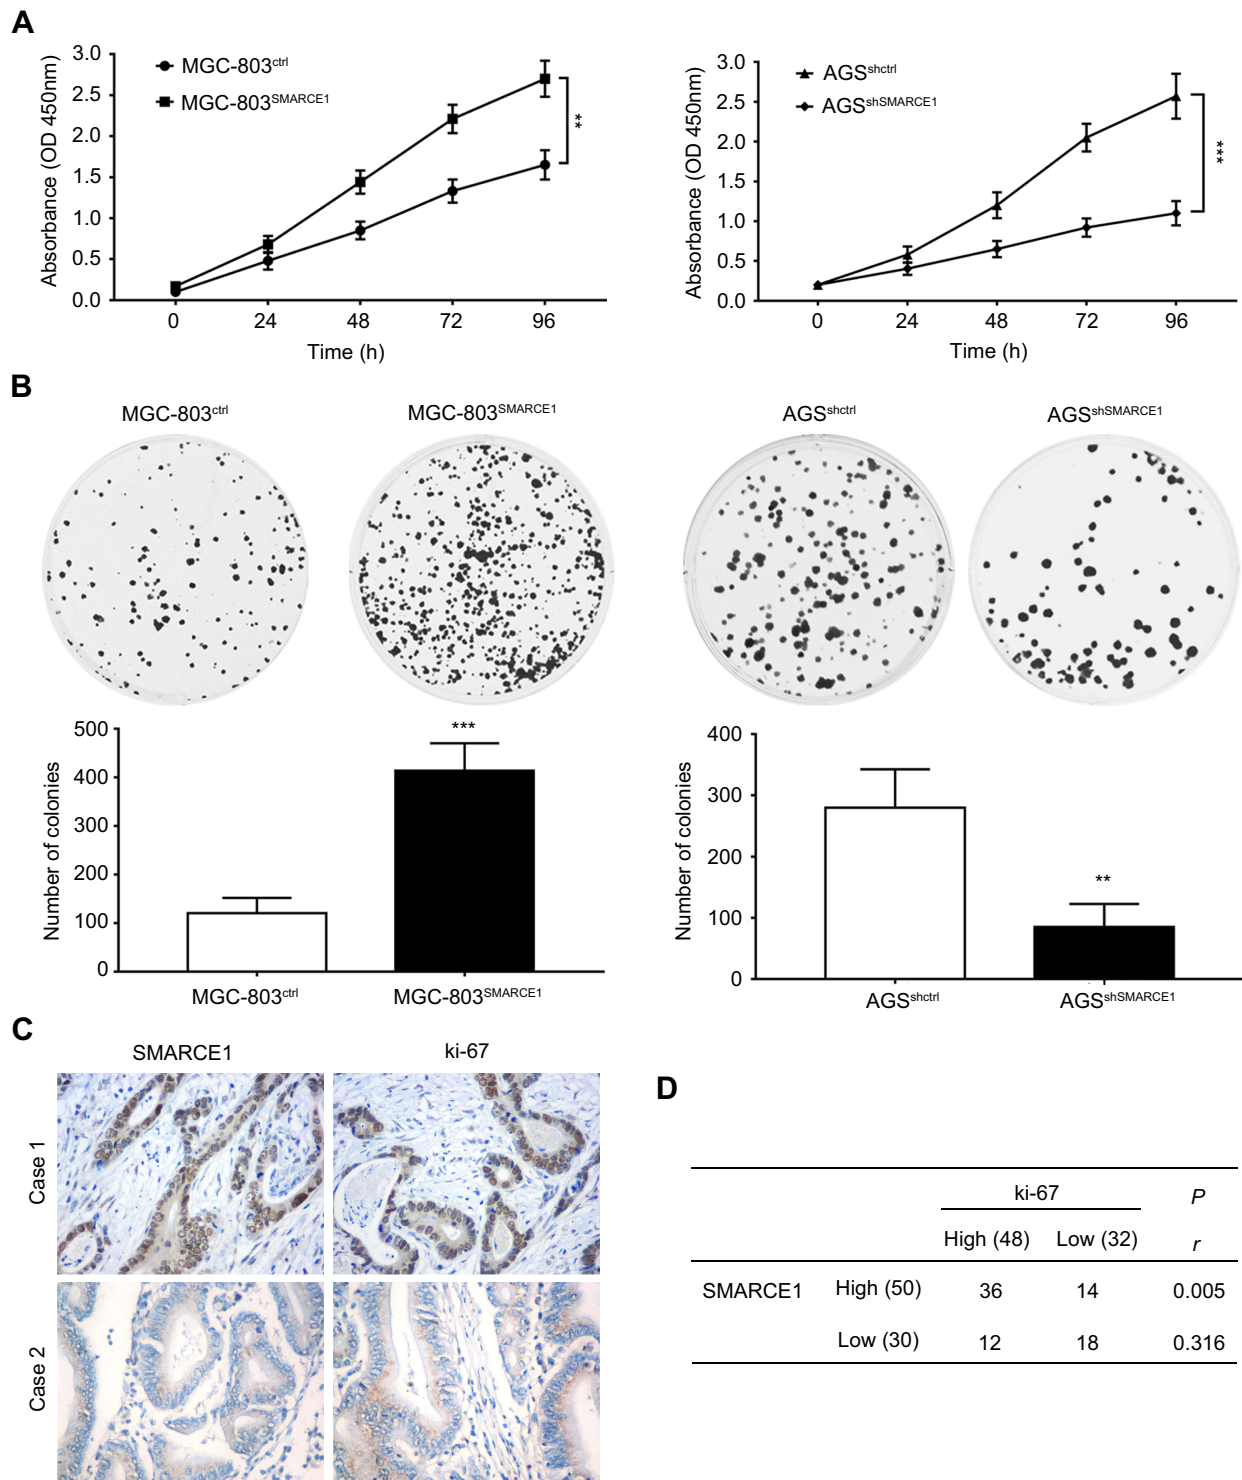 A
3.0
2.5
2.0
1.5
1.0
0.5
0.0
Absorbance (OD 450nm)
MGC-803ctrl
MGC-803SMARCE1
**
0 24 48 72 96
Time (h)
3.0
2.5
2.0
1.5
1.0
0.5
0.0
Absorbance (OD 450nm)
AGSshctrl
AGSshSMARCE1
***
0 24 48 72 96
Time (h)
B
MGC-803ctrl MGC-803SMARCE1 AGSshctrl AGSshSMARCE1
500
400
300
200
100
0
Number of colonies
***
MGC-803ctrl MGC-803SMARCE1
400
300
200
100
0
Number of colonies
**
AGSshctrl AGSshSMARCE1
C
SMARCE1 ki-67
Case 1
Case 2
D
ki-67 P
High (48) Low (32) r
SMARCE1 High (50) 36 14 0.005
Low (30) 12 18 0.316